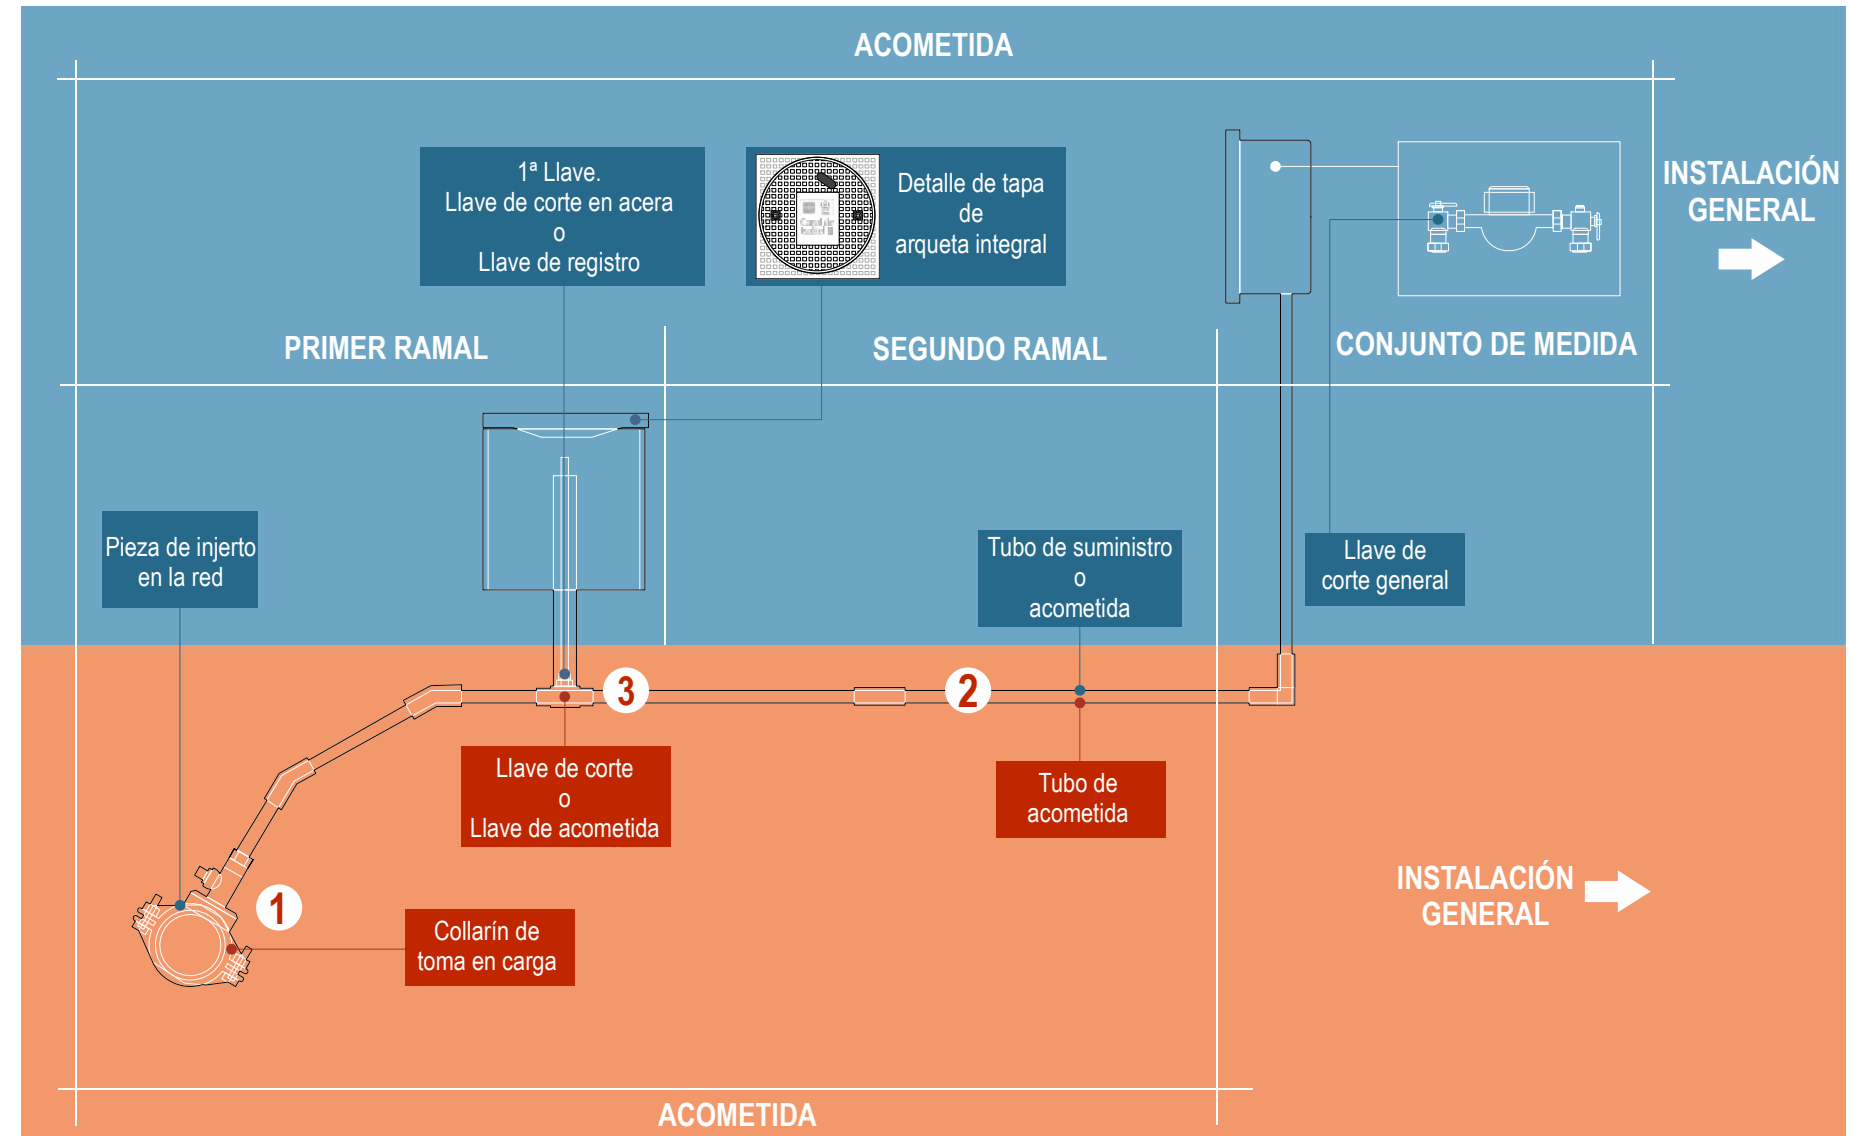 ACOMETIDA
1ª Llave.
Llave de corte en acera
o
Llave de registro
Detalle de tapa
de
arqueta integral
INSTALACIÓN
GENERAL
PRIMER RAMAL
SEGUNDO RAMAL
CONJUNTO DE MEDIDA
Pieza de injerto
en la red
Tubo de suministro
o
acometida
Llave de
corte general
3
2
Llave de corte
o
Llave de acometida
Tubo de
acometida
1
Collarín de
toma en carga
INSTALACIÓN
GENERAL
ACOMETIDA